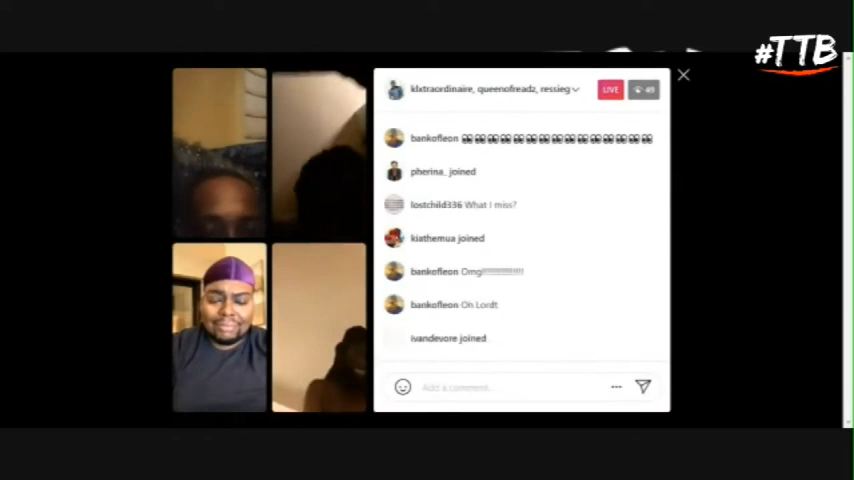 #TTB
klxtraordinaire, queenofreadz, ressieg
LIVE
49
bankofleon 👀👀👀👀👀👀👀👀👀👀👀👀👀👀👀
pherina_ joined
lostchild336 What I miss?
kiathemua joined
bankofleon Omg!!!!!!!!!!!!!!!!
bankofleon Oh Lordt
ivandevore joined
Add a comment...